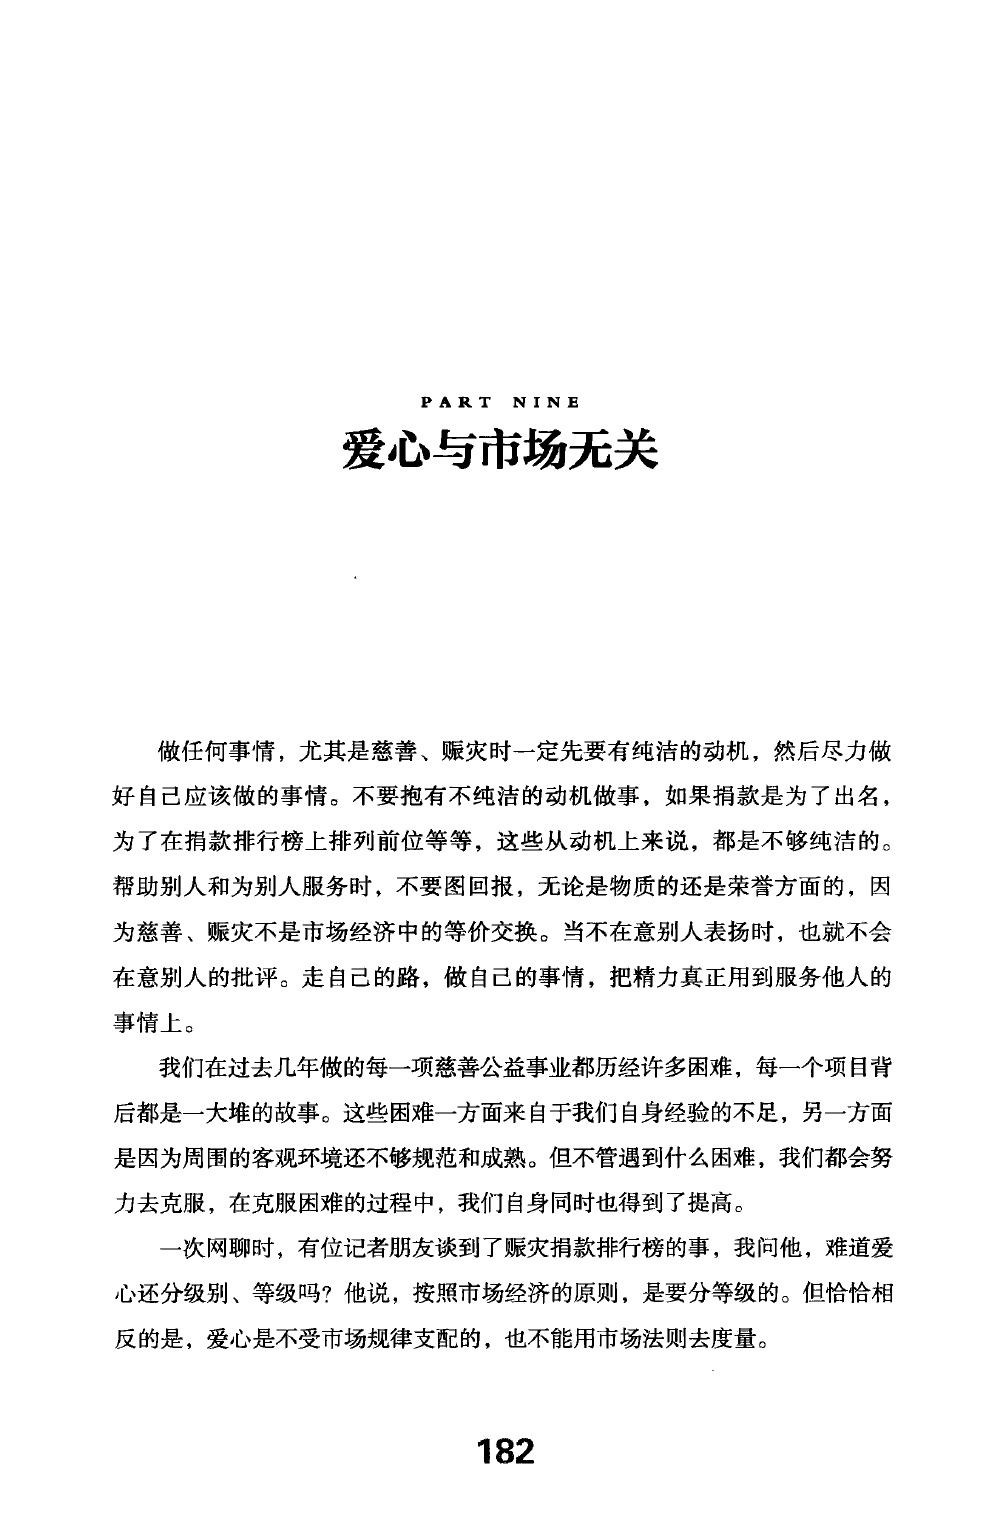 PART NINE
爱心与市场无关
做任何事情，尤其是慈善、赈灾时一定先要有纯洁的动机，然后尽力做
好自己应该做的事情。不要抱有不纯洁的动机做事，如果捐款是为了出名，
为了在捐款排行榜上排列前位等等，这些从动机上来说，都是不够纯洁的。
帮助别人和为别人服务时，不要图回报，无论是物质的还是荣誉方面的，因
为慈善、赈灾不是市场经济中的等价交换。当不在意别人表扬时，也就不会
在意别人的批评。走自己的路，做自己的事情，把精力真正用到服务他人的
事情上。
我们在过去几年做的每一项慈善公益事业都历经许多困难，每一个项目背
后都是一大堆的故事。这些困难一方面来自于我们自身经验的不足，另一方面
是因为周围的客观环境还不够规范和成熟。但不管遇到什么困难，我们都会努
力去克服，在克服困难的过程中，我们自身同时也得到了提高。
一次网聊时，有位记者朋友谈到了赈灾捐款排行榜的事，我问他，难道爱
心还分级别、等级吗？他说，按照市场经济的原则，是要分等级的。但恰恰相
反的是，爱心是不受市场规律支配的，也不能用市场法则去度量。
182